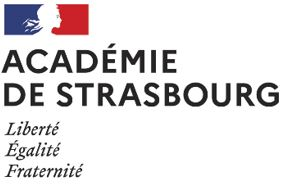 ACADÉMIE
DE STRASBOURG
Liberté
Égalité
Fraternité